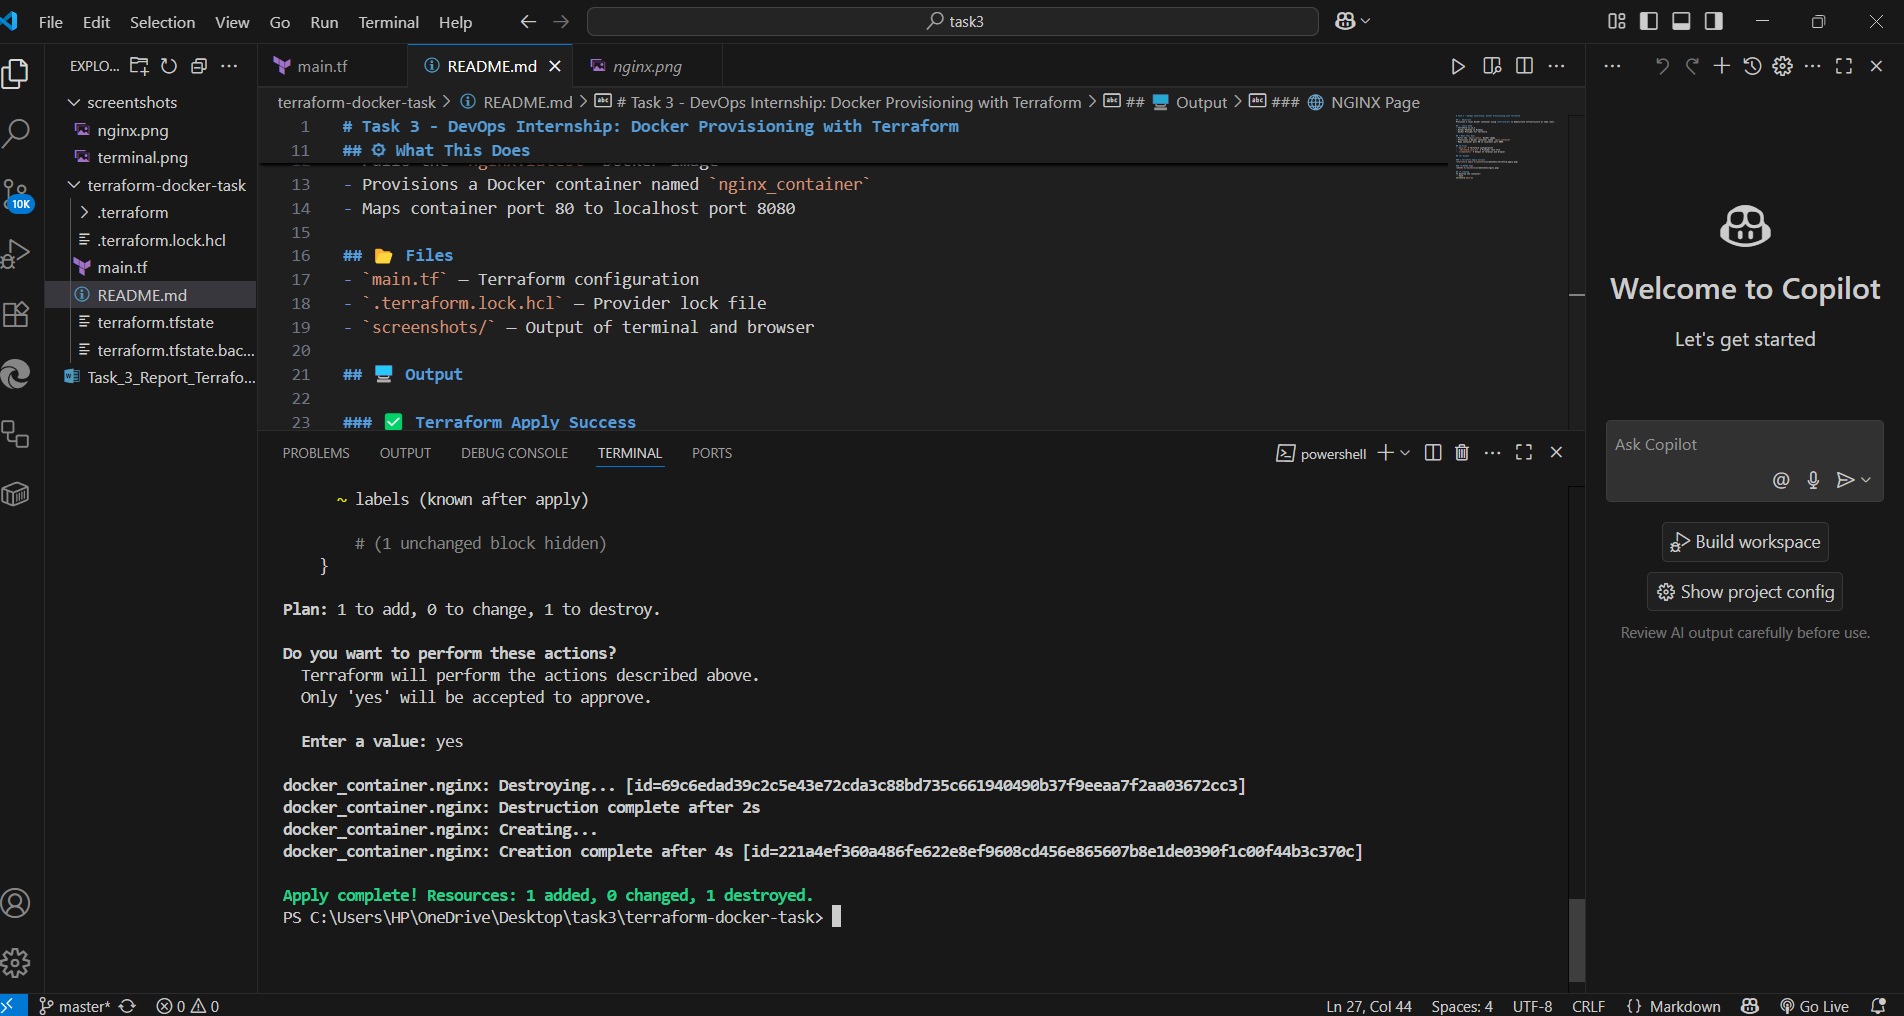 File Edit Selection View Go Run Terminal Help
task3
EXPLO...
main.tf
README.md
nginx.png
terraform-docker-task > README.md > # Task 3 - DevOps Internship: Docker Provisioning with Terraform > ## 🖥️ Output > ### 🌐 NGINX Page
screentshots
nginx.png
terminal.png
terraform-docker-task
.terraform
.terraform.lock.hcl
main.tf
README.md
terraform.tfstate
terraform.tfstate.bac...
Task_3_Report_Terrafo...
10K
1 # Task 3 - DevOps Internship: Docker Provisioning with Terraform
11 ## ⚙️ What This Does
13 - Provisions a Docker container named `nginx_container`
14 - Maps container port 80 to localhost port 8080
15
16 ## 📂 Files
17 - `main.tf` – Terraform configuration
18 - `.terraform.lock.hcl` – Provider lock file
19 - `screenshots/` – Output of terminal and browser
20
21 ## 🖥️ Output
22
23 ### ✅ Terraform Apply Success
PROBLEMS OUTPUT DEBUG CONSOLE TERMINAL PORTS
powershell
~ labels (known after apply)
# (1 unchanged block hidden)
}
Plan: 1 to add, 0 to change, 1 to destroy.
Do you want to perform these actions?
Terraform will perform the actions described above.
Only 'yes' will be accepted to approve.
Enter a value: yes
docker_container.nginx: Destroying... [id=69c6edad39c2c5e43e72cda3c88bd735c661940490b37f9eeaa7f2aa03672cc3]
docker_container.nginx: Destruction complete after 2s
docker_container.nginx: Creating...
docker_container.nginx: Creation complete after 4s [id=221a4ef360a486fe622e8ef9608cd456e865607b8e1de0390f1c00f44b3c370c]
Apply complete! Resources: 1 added, 0 changed, 1 destroyed.
PS C:\Users\HP\OneDrive\Desktop\task3\terraform-docker-task>
Welcome to Copilot
Let's get started
Ask Copilot
Build workspace
Show project config
Review AI output carefully before use.
master* 0 0
Ln 27, Col 44 Spaces: 4 UTF-8 CRLF {} Markdown Go Live